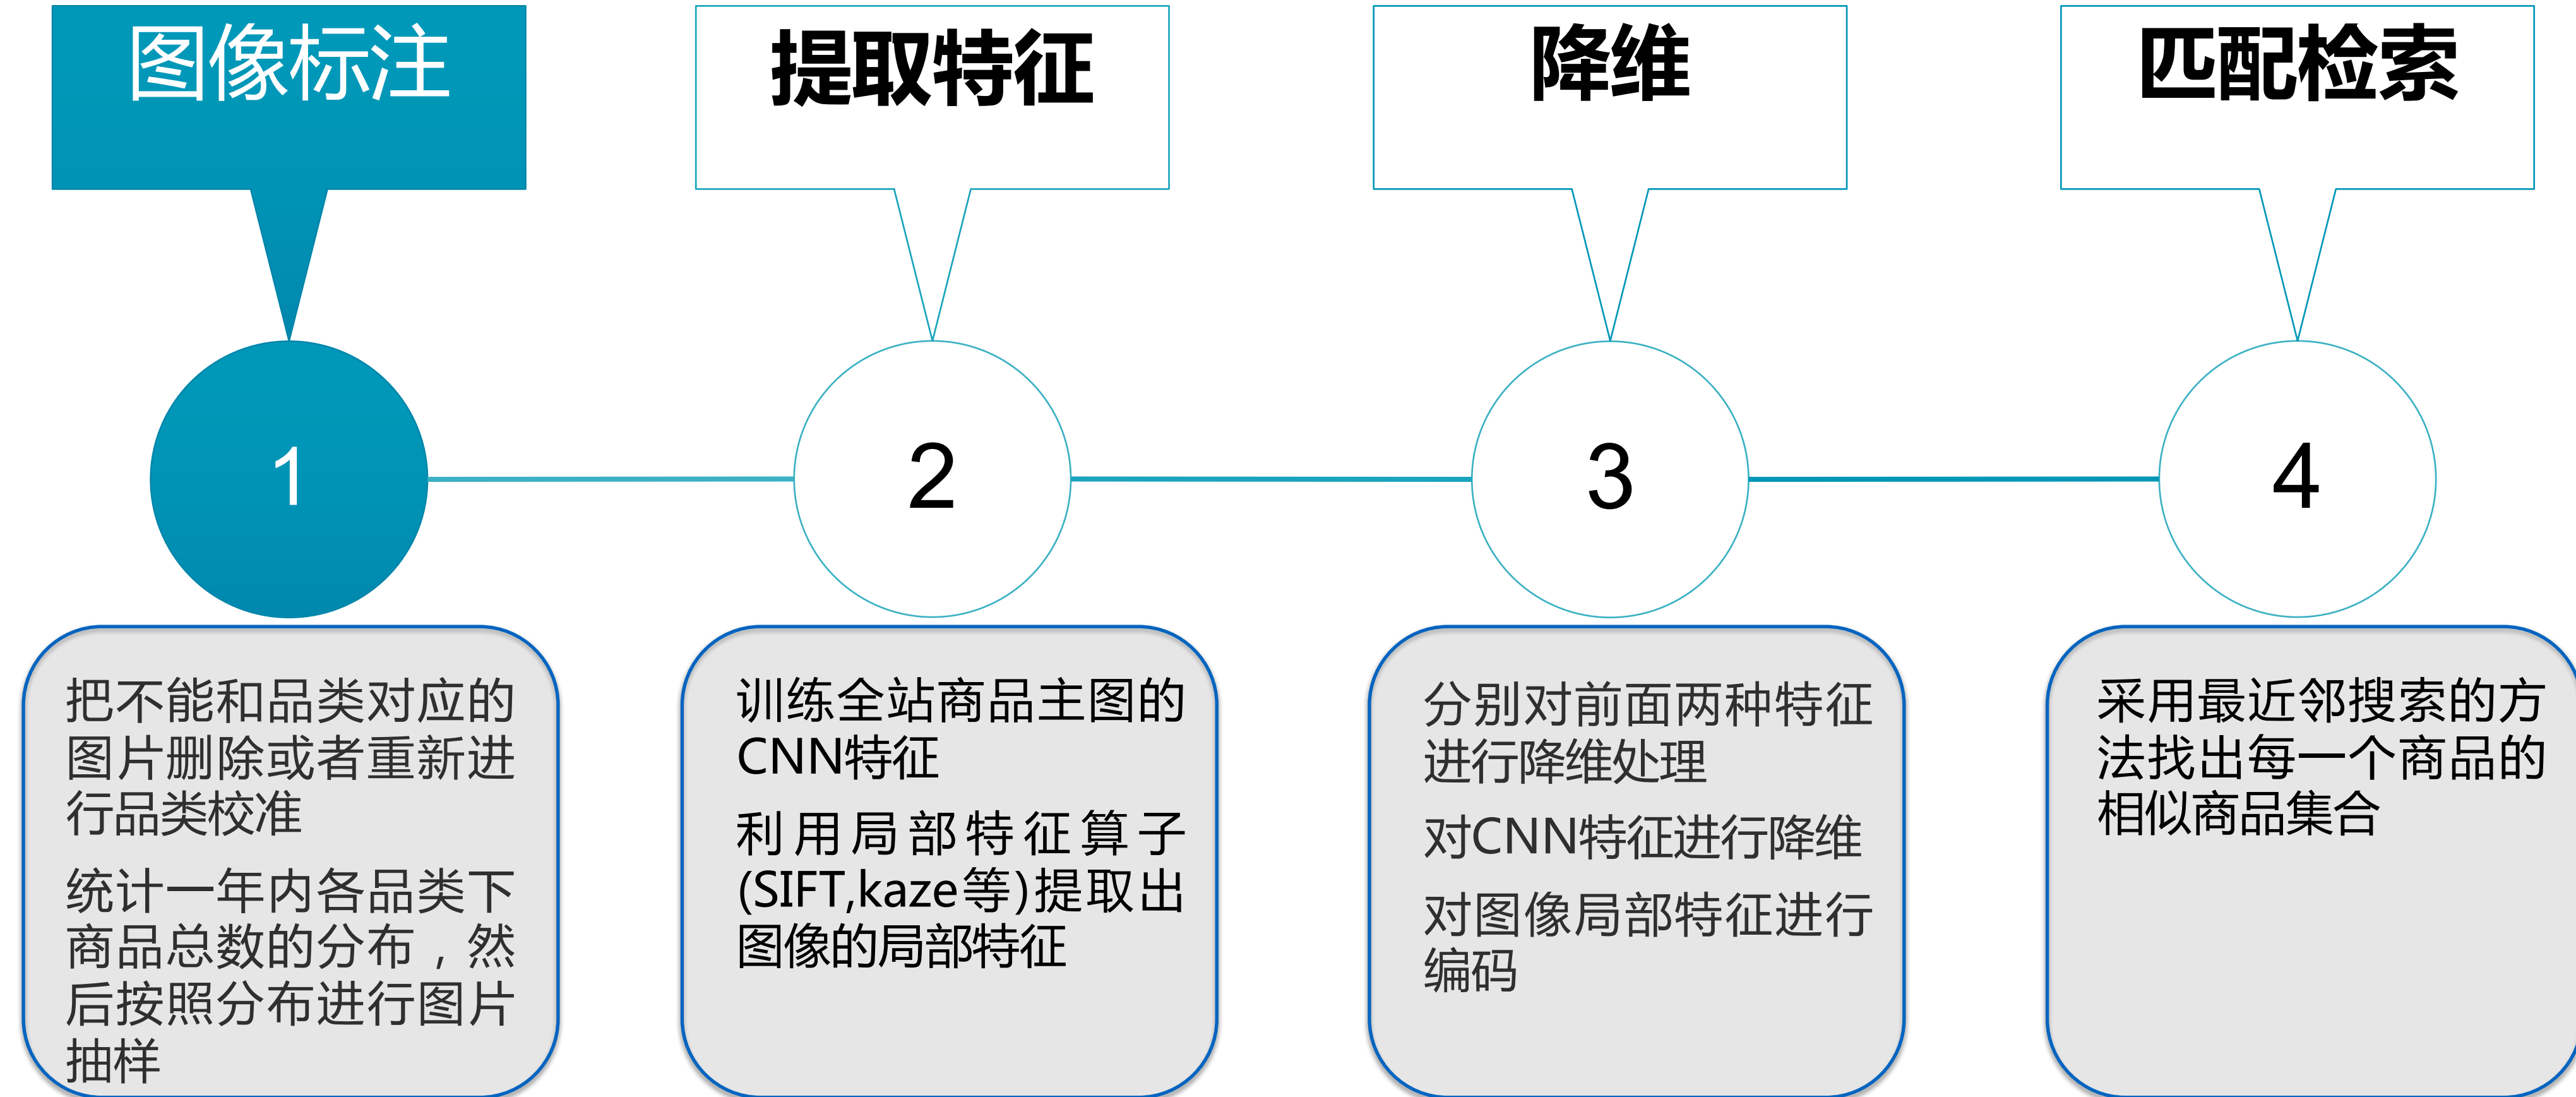 图像标注
提取特征
降维
匹配检索
1
2
3
4
把不能和品类对应的
图片删除或者重新进
行品类校准
统计一年内各品类下
商品总数的分布，然
后按照分布进行图片
抽样
训练全站商品主图的
CNN特征
利用局部特征算子
(SIFT,kaze等)提取出
图像的局部特征
分别对前面两种特征
进行降维处理
对CNN特征进行降维
对图像局部特征进行
编码
采用最近邻搜索的方
法找出每一个商品的
相似商品集合